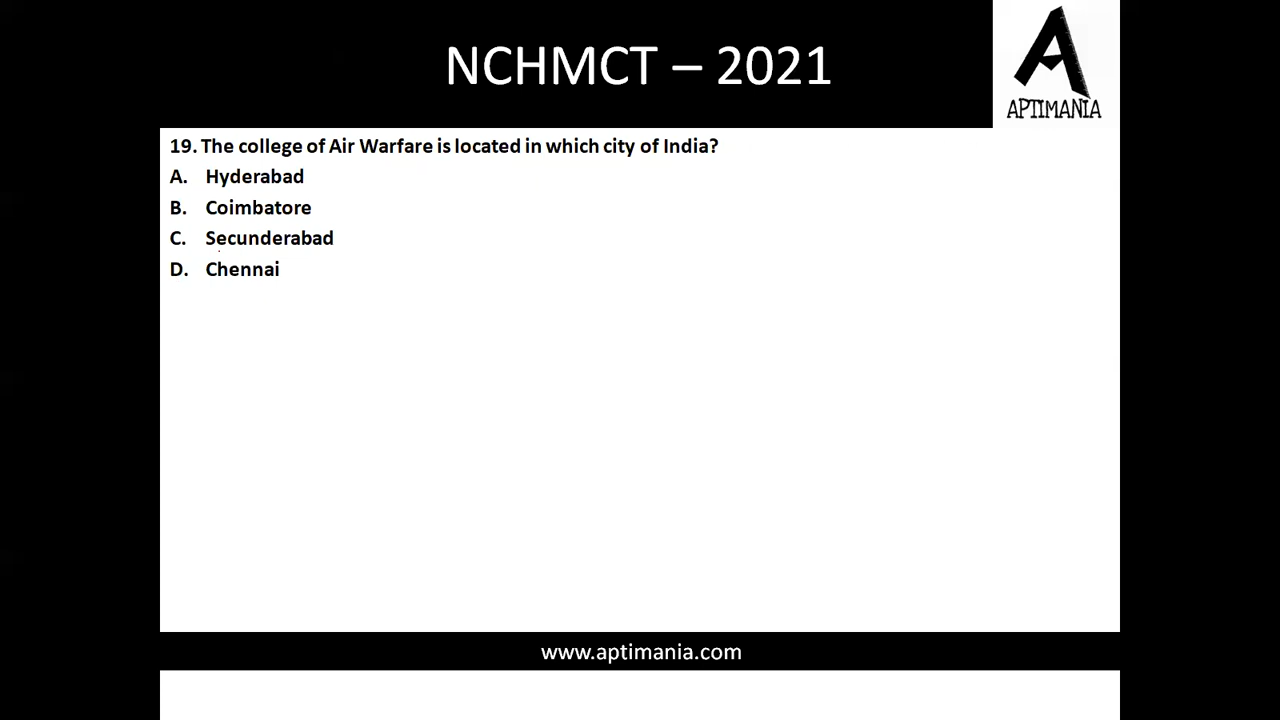 NCHMCT – 2021
APTIMANIA
19. The college of Air Warfare is located in which city of India?
A. Hyderabad
B. Coimbatore
C. Secunderabad
D. Chennai
www.aptimania.com